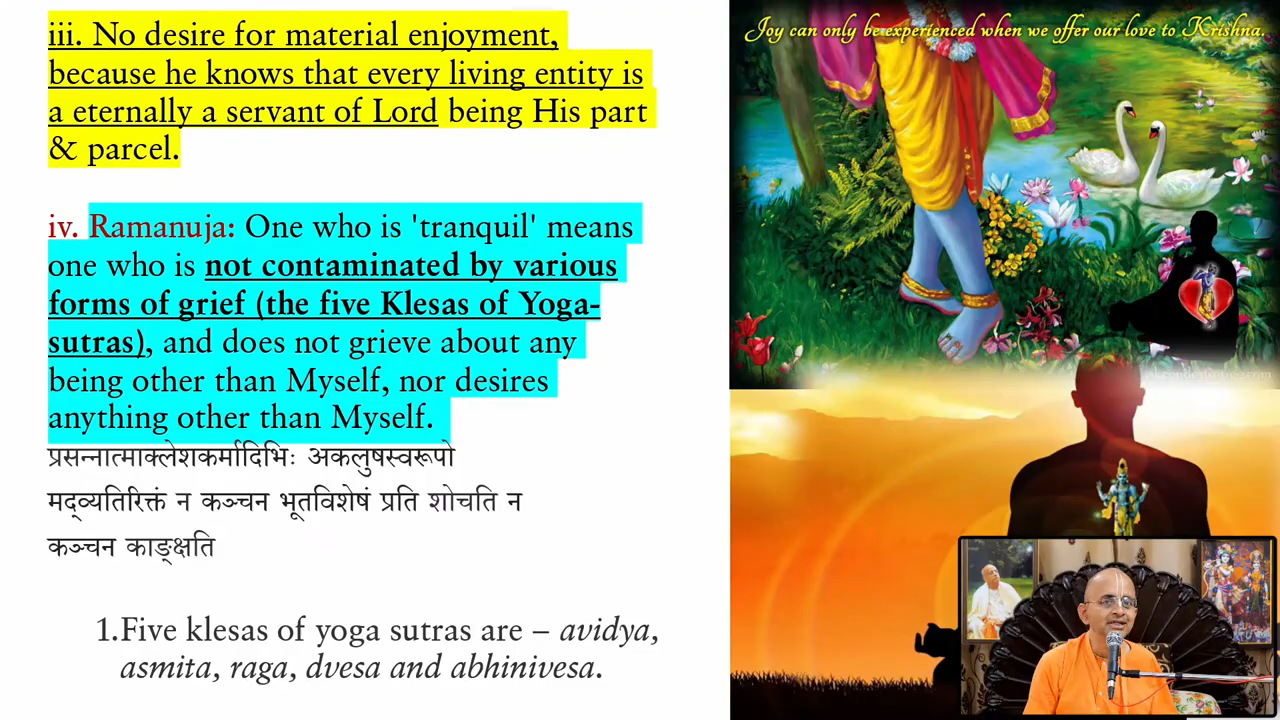 iii. No desire for material enjoyment,
because he knows that every living entity is
a eternally a servant of Lord being His part
& parcel.
iv. Ramanuja: One who is 'tranquil' means
one who is not contaminated by various
forms of grief (the five Klesas of Yoga-
sutras), and does not grieve about any
being other than Myself, nor desires
anything other than Myself.
प्रसन्नात्माक्लेशकर्मादिभिः अकलुषस्वरूपो
मद्व्यतिरिक्तं न कञ्चन भूतविशेषं प्रति शोचति न
कञ्चन काङ्क्षति
1.Five klesas of yoga sutras are – avidya,
asmita, raga, dvesa and abhinivesa.
Joy can only be experienced when we offer our love to Krishna.